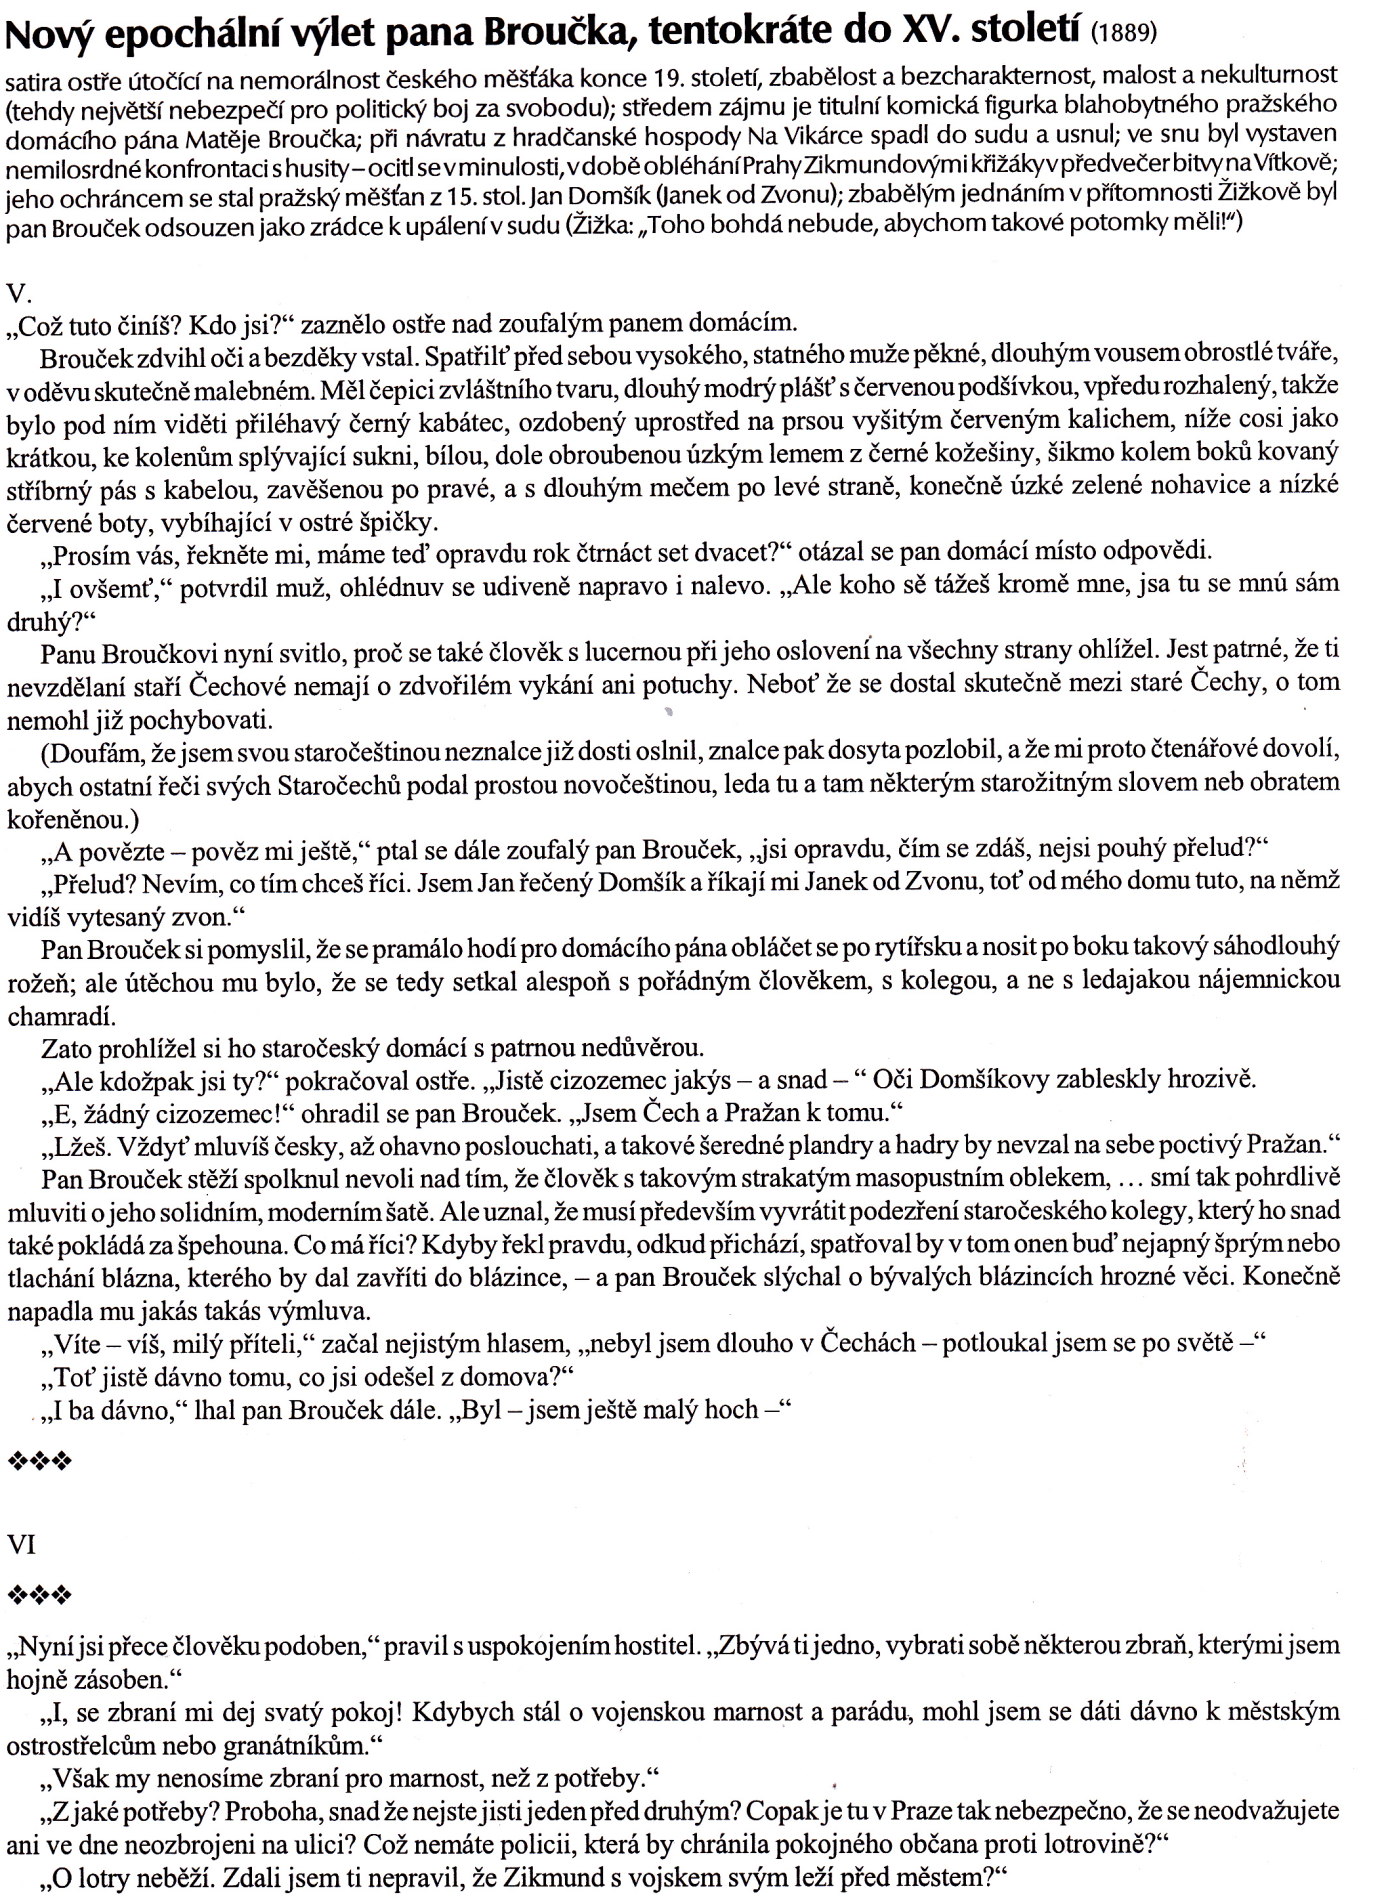 Nový epochální výlet pana Broučka, tentokráte do XV. století (1889)
satira ostře útočící na nemorálnost českého měšťáka konce 19. století, zbabělost a bezcharakternost, malost a nekulturnost
(tehdy největší nebezpečí pro politický boj za svobodu); středem zájmu je titulní komická figurka blahobytného pražského
domácího pána Matěje Broučka; při návratu z hradčanské hospody Na Vikárce spadl do sudu a usnul; ve snu byl vystaven
nemilosrdné konfrontaci s husity – ocitl se v minulosti, v době obléhání Prahy Zikmundovými křižáky v předvečer bitvy na Vítkově;
jeho ochráncem se stal pražský měšťan z 15. stol. Jan Domšík (Janek od Zvonu); zbabělým jednáním v přítomnosti Žižkově byl
pan Brouček odsouzen jako zrádce k upálení v sudu (Žižka: „Toho bohdá nebude, abychom takové potomky měli!“)
V.
„Což tuto činíš? Kdo jsi?“ zaznělo ostře nad zoufalým panem domácím.
Brouček zdvihl oči a bezděky vstal. Spatřilť před sebou vysokého, statného muže pěkné, dlouhým vousem obrostlé tváře,
v oděvu skutečně malebném. Měl čepici zvláštního tvaru, dlouhý modrý plášť s červenou podšívkou, vpředu rozhalený, takže
bylo pod ním viděti přiléhavý černý kabátec, ozdobený uprostřed na prsou vyšitým červeným kalichem, níže cosi jako
krátkou, ke kolenům splývající sukni, bílou, dole obroubenou úzkým lemem z černé kožešiny, šikmo kolem boků kovaný
stříbrný pás s kabelou, zavěšenou po pravé, a s dlouhým mečem po levé straně, konečně úzké zelené nohavice a nízké
červené boty, vybíhající v ostré špičky.
„Prosím vás, řekněte mi, máme teď opravdu rok čtrnáct set dvacet?“ otázal se pan domácí místo odpovědi.
„I ovšemť,“ potvrdil muž, ohlédnuv se udiveně napravo i nalevo. „Ale koho sě tážeš kromě mne, jsa tu se mnú sám
druhý?“
Panu Broučkovi nyní svitlo, proč se také člověk s lucernou při jeho oslovení na všechny strany ohlížel. Jest patrné, že ti
nevzdělaní staří Čechové nemají o zdvořilém vykání ani potuchy. Neboť že se dostal skutečně mezi staré Čechy, o tom
nemohl již pochybovati.
(Doufám, že jsem svou staročeštinou neznalce již dosti oslnil, znalce pak dosyta pozlobil, a že mi proto čtenářové dovolí,
abych ostatní řeči svých Staročechů podal prostou novočeštinou, leda tu a tam některým starožitným slovem neb obratem
kořeněnou.)
„A povězte – pověz mi ještě,“ ptal se dále zoufalý pan Brouček, „jsi opravdu, čím se zdáš, nejsi pouhý přelud?“
„Přelud? Nevím, co tím chceš říci. Jsem Jan řečený Domšík a říkají mi Janek od Zvonu, toť od mého domu tuto, na němž
vidíš vytesaný zvon.“
Pan Brouček si pomyslil, že se pramálo hodí pro domácího pána obláčet se po rytířsku a nosit po boku takový sáhodlouhý
rožeň; ale útěchou mu bylo, že se tedy setkal alespoň s pořádným člověkem, s kolegou, a ne s ledajakou nájemnickou
chamradí.
Zato prohlížel si ho staročeský domácí s patrnou nedůvěrou.
„Ale kdožpak jsi ty?“ pokračoval ostře. „Jistě cizozemec jakýs – a snad – “ Oči Domšíkovy zableskly hrozivě.
„E, žádný cizozemec!“ ohradil se pan Brouček. „Jsem Čech a Pražan k tomu.“
„Lžeš. Vždyť mluvíš česky, až ohavno poslouchati, a takové šeredné plandry a hadry by nevzal na sebe poctivý Pražan.“
Pan Brouček stěží spolknul nevoli nad tím, že člověk s takovým strakatým masopustním oblekem, … smí tak pohrdlivě
mluviti o jeho solidním, moderním šatě. Ale uznal, že musí především vyvrátit podezření staročeského kolegy, který ho snad
také pokládá za špehouna. Co má říci? Kdyby řekl pravdu, odkud přichází, spatřoval by v tom onen buď nejapný šprým nebo
tlachání blázna, kterého by dal zavříti do blázince, – a pan Brouček slýchal o bývalých blázincích hrozné věci. Konečně
napadla mu jakás takás výmluva.
„Víte – víš, milý příteli,“ začal nejistým hlasem, „nebyl jsem dlouho v Čechách – potloukal jsem se po světě –“
„Toť jistě dávno tomu, co jsi odešel z domova?“
„I ba dávno,“ lhal pan Brouček dále. „Byl – jsem ještě malý hoch –“
❖❖❖
VI
❖❖❖
„Nyní jsi přece člověku podoben,“ pravil s uspokojením hostitel. „Zbývá ti jedno, vybrati sobě některou zbraň, kterými jsem
hojně zásoben.“
„I, se zbraní mi dej svatý pokoj! Kdybych stál o vojenskou marnost a parádu, mohl jsem se dáti dávno k městským
ostrostřelcům nebo granátníkům.“
„Však my nenosíme zbraní pro marnost, než z potřeby.“
„Z jaké potřeby? Proboha, snad že nejste jisti jeden před druhým? Copak je tu v Praze tak nebezpečno, že se neodvažujete
ani ve dne neozbrojeni na ulici? Což nemáte policii, která by chránila pokojného občana proti lotrovině?“
„O lotry neběží. Zdali jsem ti nepravil, že Zikmund s vojskem svým leží před městem?“